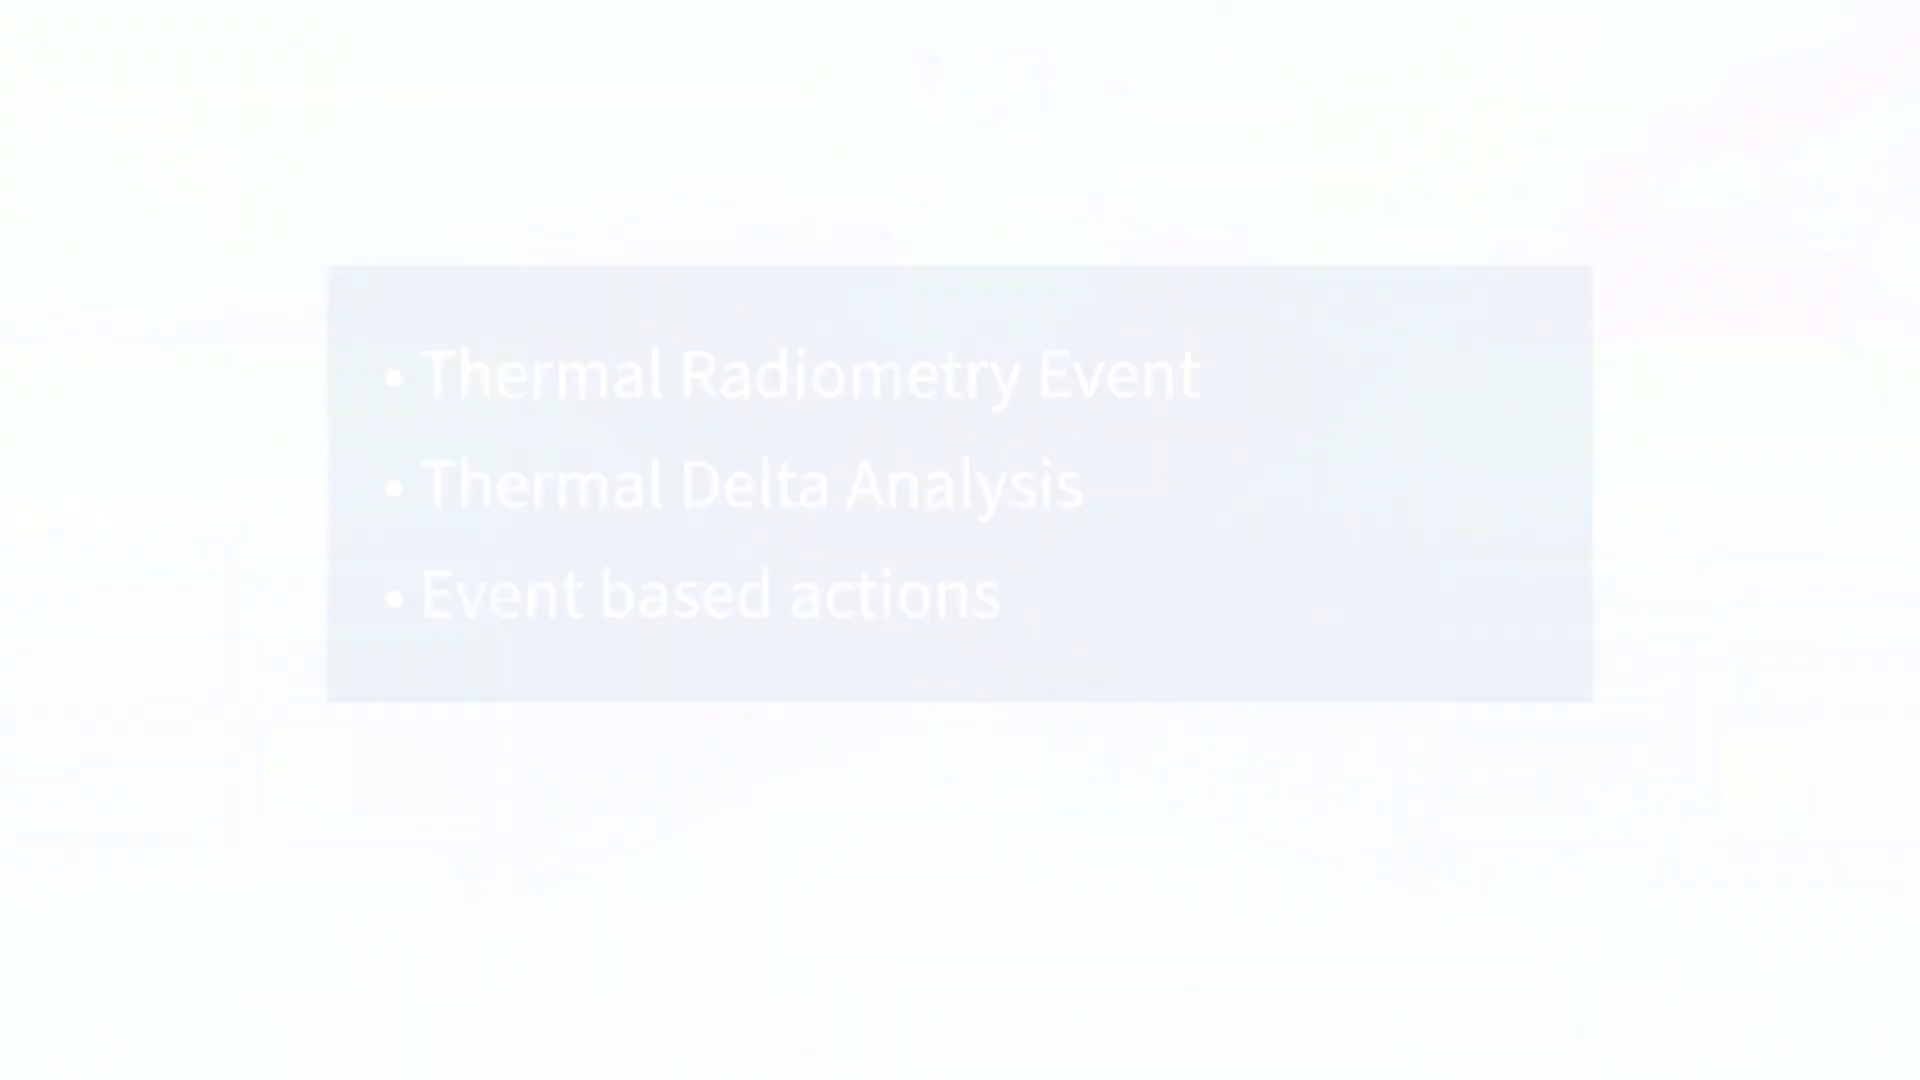 • Thermal Radiometry Event
• Thermal Delta Analysis
• Event based actions